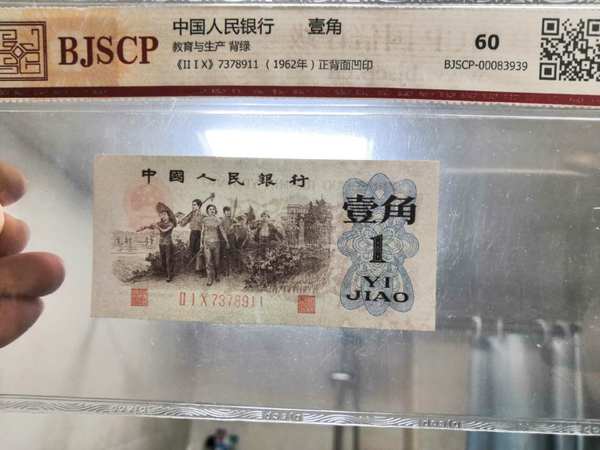 BJSCP
中国人民银行 壹角
教育与生产 背绿
《II I X》7378911 （1962年）正背面凹印
60
BJSCP-00083939
中國人民銀行
壹角
1
YI
JIAO
II I X 7378911